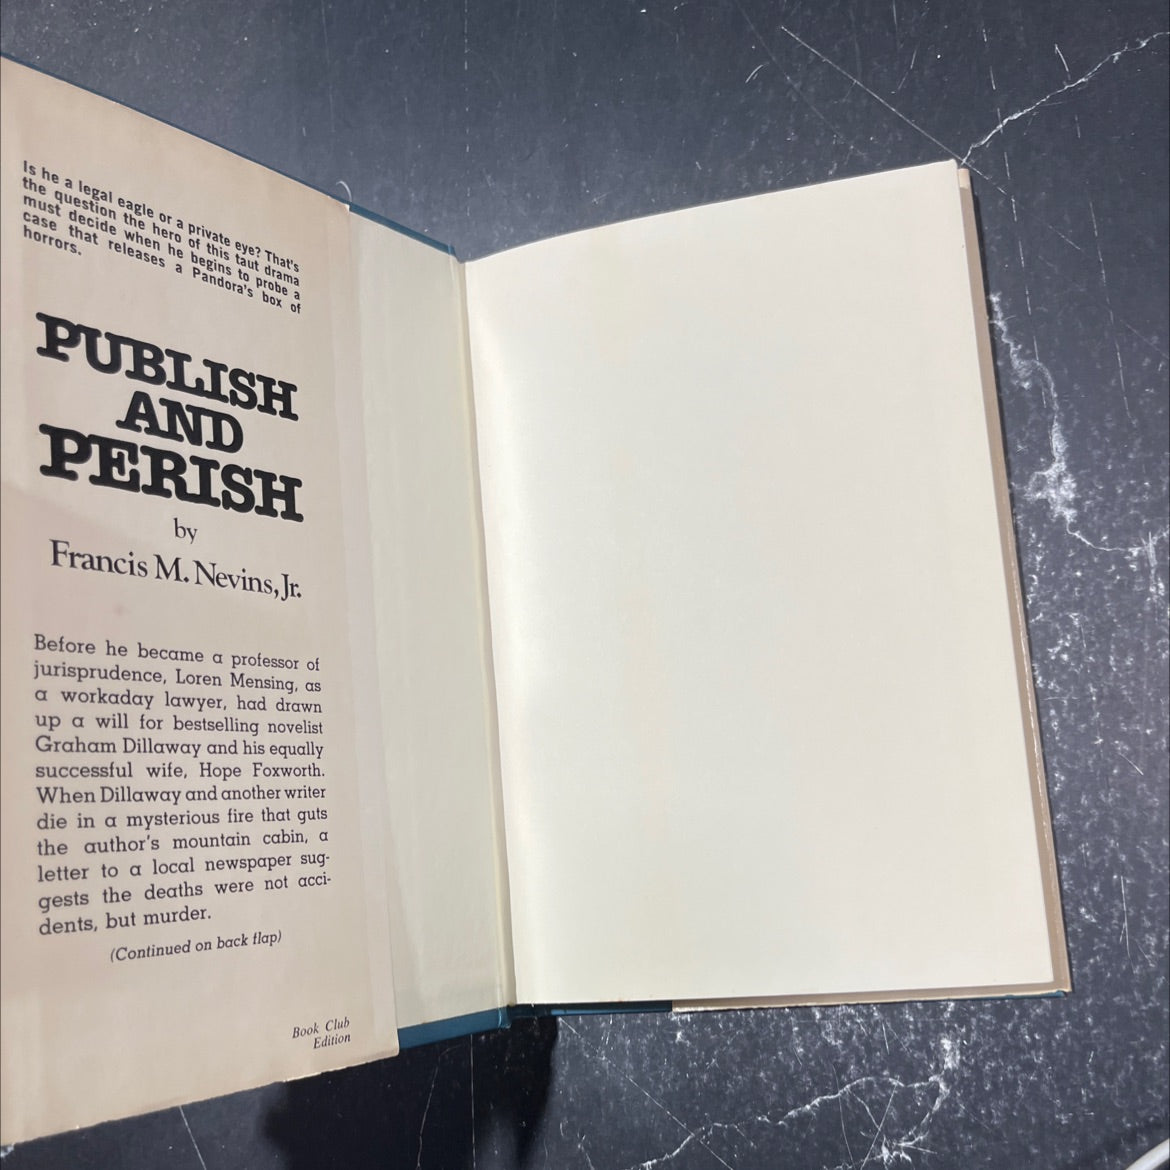 Is he a legal eagle or a private eye? That's
the question the hero of this taut drama
must decide when he begins to probe a
case that releases a Pandora's box of
horrors.
PUBLISH
AND
PERISH
by
Francis M. Nevins, Jr.
Before he became a professor of
jurisprudence, Loren Mensing, as
a workaday lawyer, had drawn
up a will for bestselling novelist
Graham Dillaway and his equally
successful wife, Hope Foxworth.
When Dillaway and another writer
die in a mysterious fire that guts
the author's mountain cabin, a
letter to a local newspaper sug-
gests the deaths were not acci-
dents, but murder.
(Continued on back flap)
Book Club
Edition